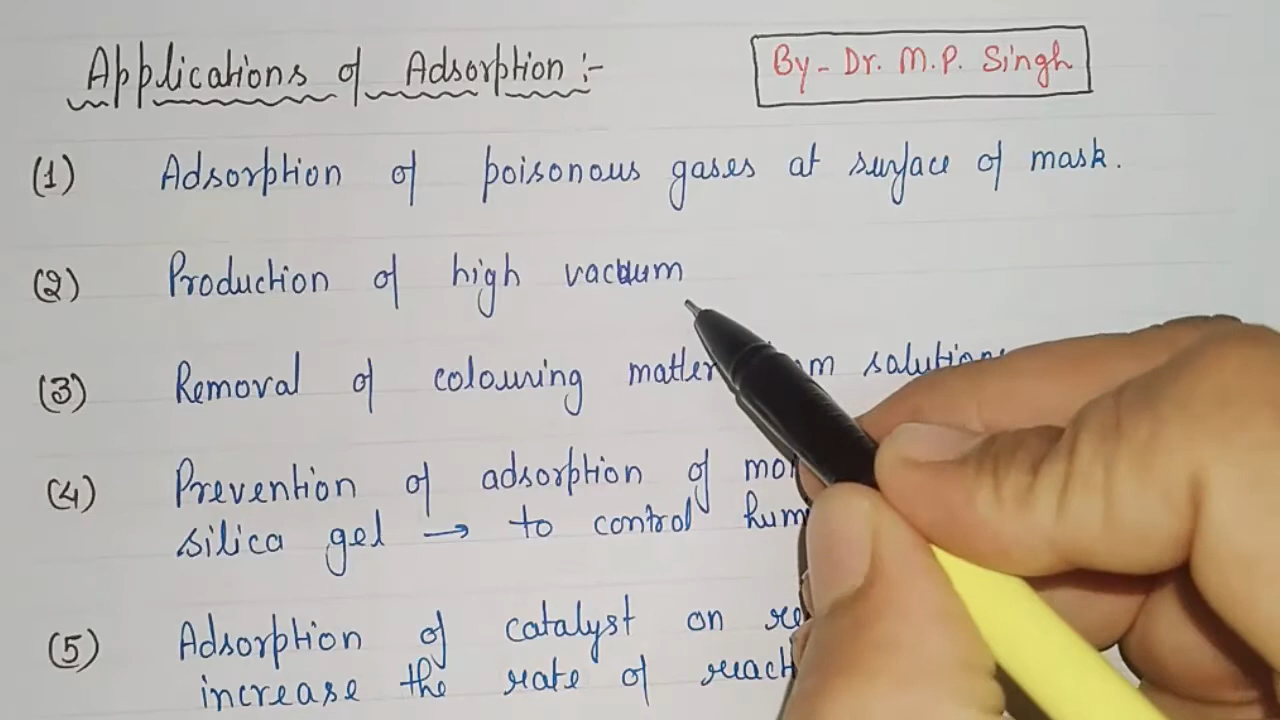 Applications of Adsorption :-
By - Dr. M.P. Singh
(1) Adsorption of poisonous gases at surface of mask.
(2) Production of high vacuum
(3) Removal of colouring matter solutions
(4) Prevention of adsorption of
silica gel → to control
(5) Adsorption of catalyst on
increase the rate of